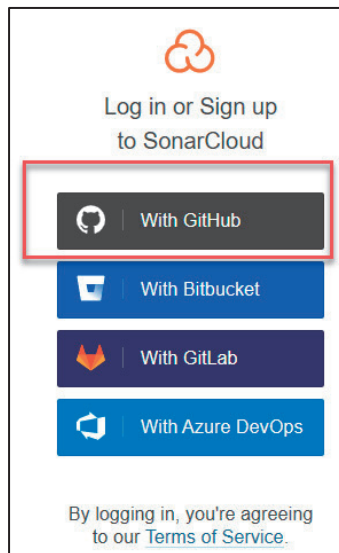 Log in or Sign up
to SonarCloud
With GitHub
With Bitbucket
With GitLab
With Azure DevOps
By logging in, you're agreeing
to our Terms of Service.